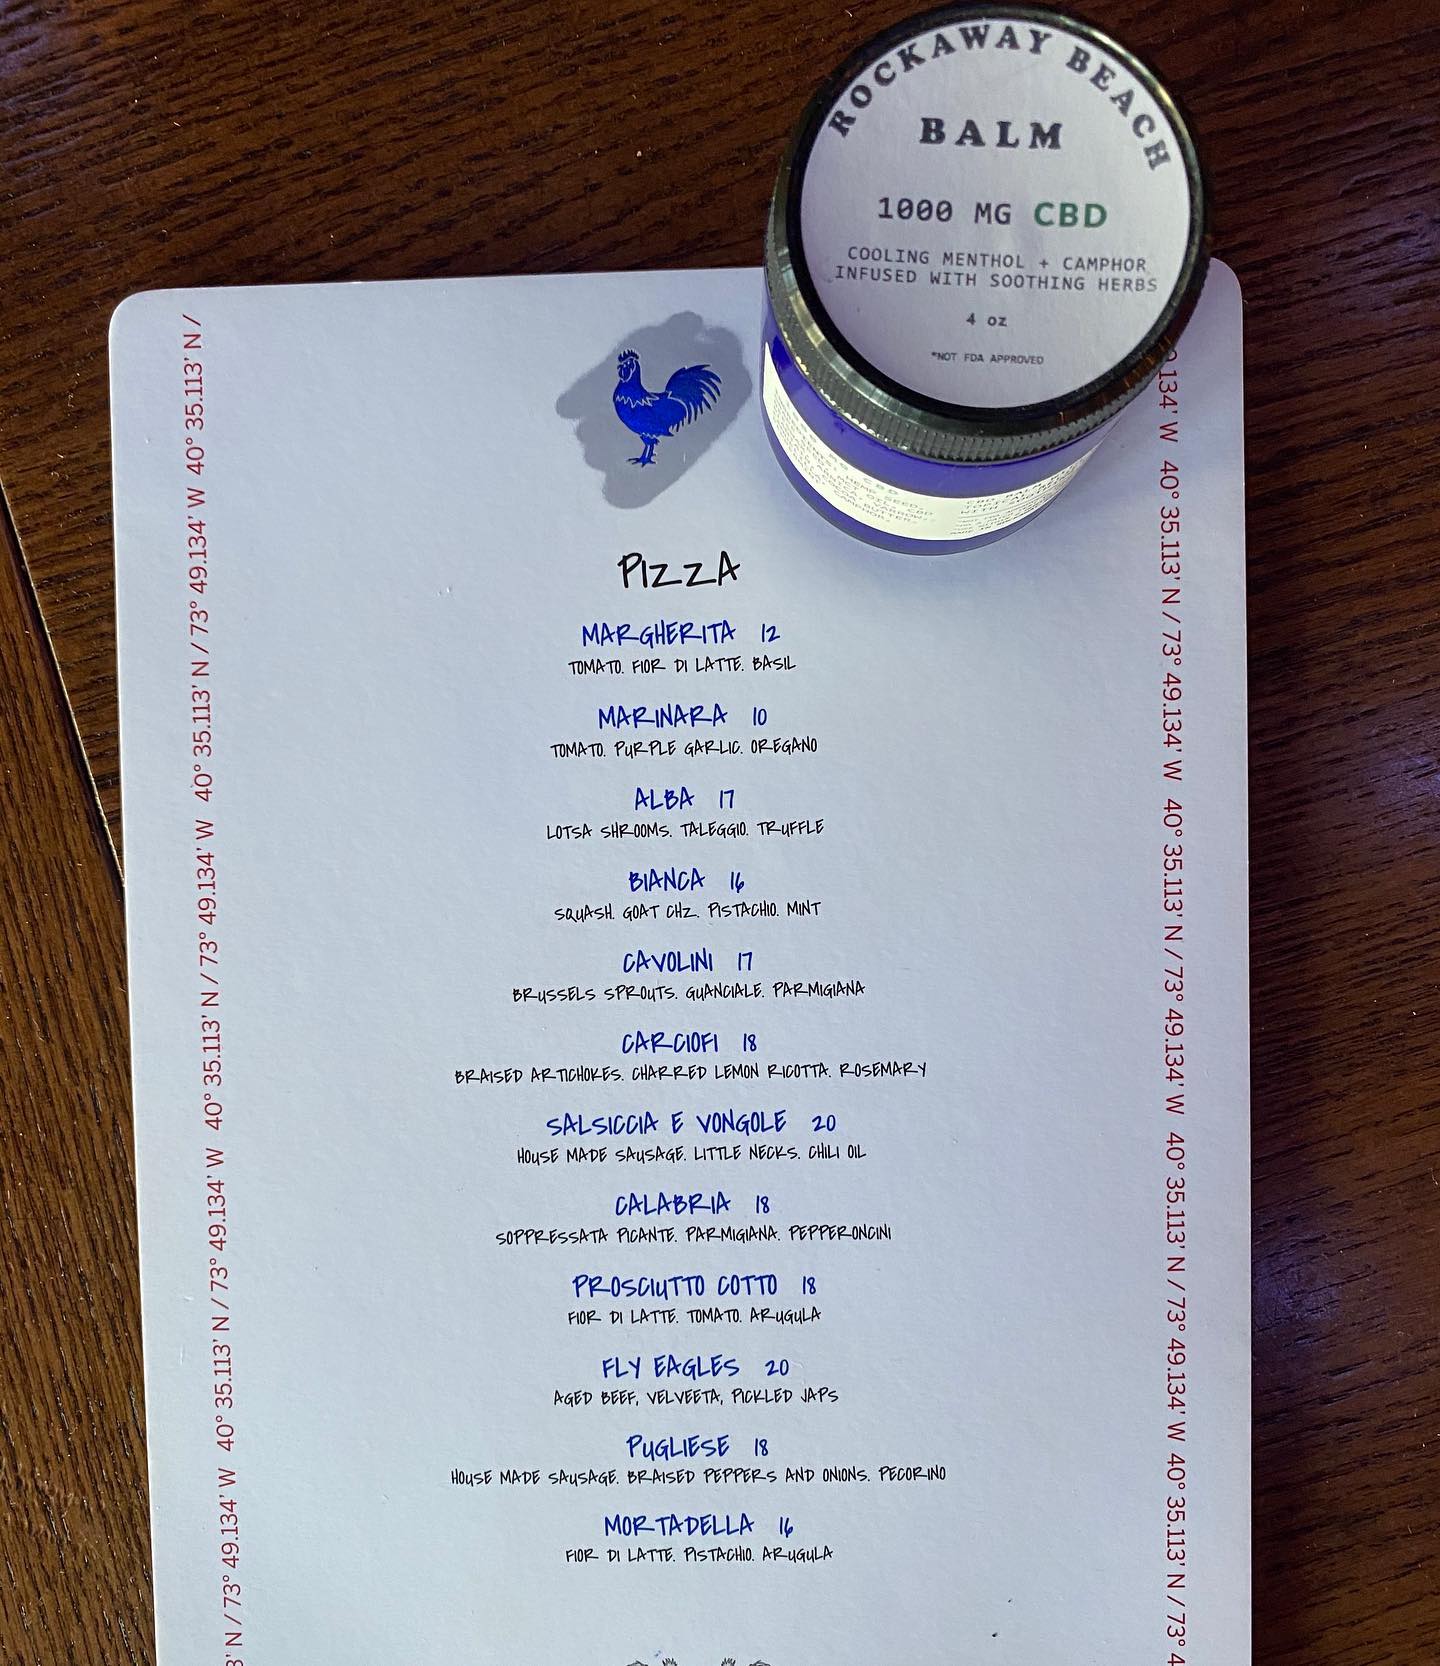 ROCKAWAY BEACH
BALM
1000 MG CBD
COOLING MENTHOL + CAMPHOR
INFUSED WITH SOOTHING HERBS
4 oz
*NOT FDA APPROVED
PIZZA
MARGHERITA 12
TOMATO. FIOR DI LATTE. BASIL
MARINARA 10
TOMATO. PURPLE GARLIC. OREGANO
ALBA 17
LOTSA SHROOMS. TALEGGIO. TRUFFLE
BIANCA 16
SQUASH. GOAT CHZ. PISTACHIO. MINT
CAVOLINI 17
BRUSSELS SPROUTS. GUANCIALE. PARMIGIANA
CARCIOFI 18
BRAISED ARTICHOKES. CHARRED LEMON RICOTTA. ROSEMARY
SALSICCIA E VONGOLE 20
HOUSE MADE SAUSAGE. LITTLE NECKS. CHILI OIL
CALABRIA 18
SOPPRESSATA PICANTE. PARMIGIANA. PEPPERONCINI
PROSCIUTTO COTTO 18
FIOR DI LATTE. TOMATO. ARUGULA
FLY EAGLES 20
AGED BEEF, VELVEETA, PICKLED JAPS
PUGLIESE 18
HOUSE MADE SAUSAGE. BRAISED PEPPERS AND ONIONS. PECORINO
MORTADELLA 16
FIOR DI LATTE. PISTACHIO. ARUGULA
' N / 73° 49.134' W 40° 35.113' N / 73° 49.134' W 40° 35.113' N / 73° 49.134' W 40° 35.113' N / 73° 49.134' W 40° 35.113' N /
.134' W 40° 35.113' N / 73° 49.134' W 40° 35.113' N / 73° 49.134' W 40° 35.113' N / 73° 49.134' W 40° 35.113' N / 73° 4